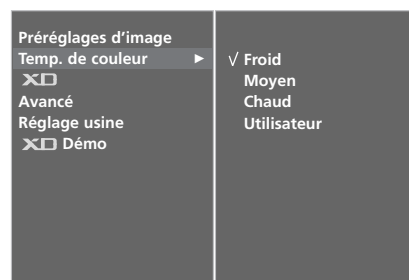 Préréglages d'image
Temp. de couleur ►
XD
Avancé
Réglage usine
XD Démo
√ Froid
Moyen
Chaud
Utilisateur